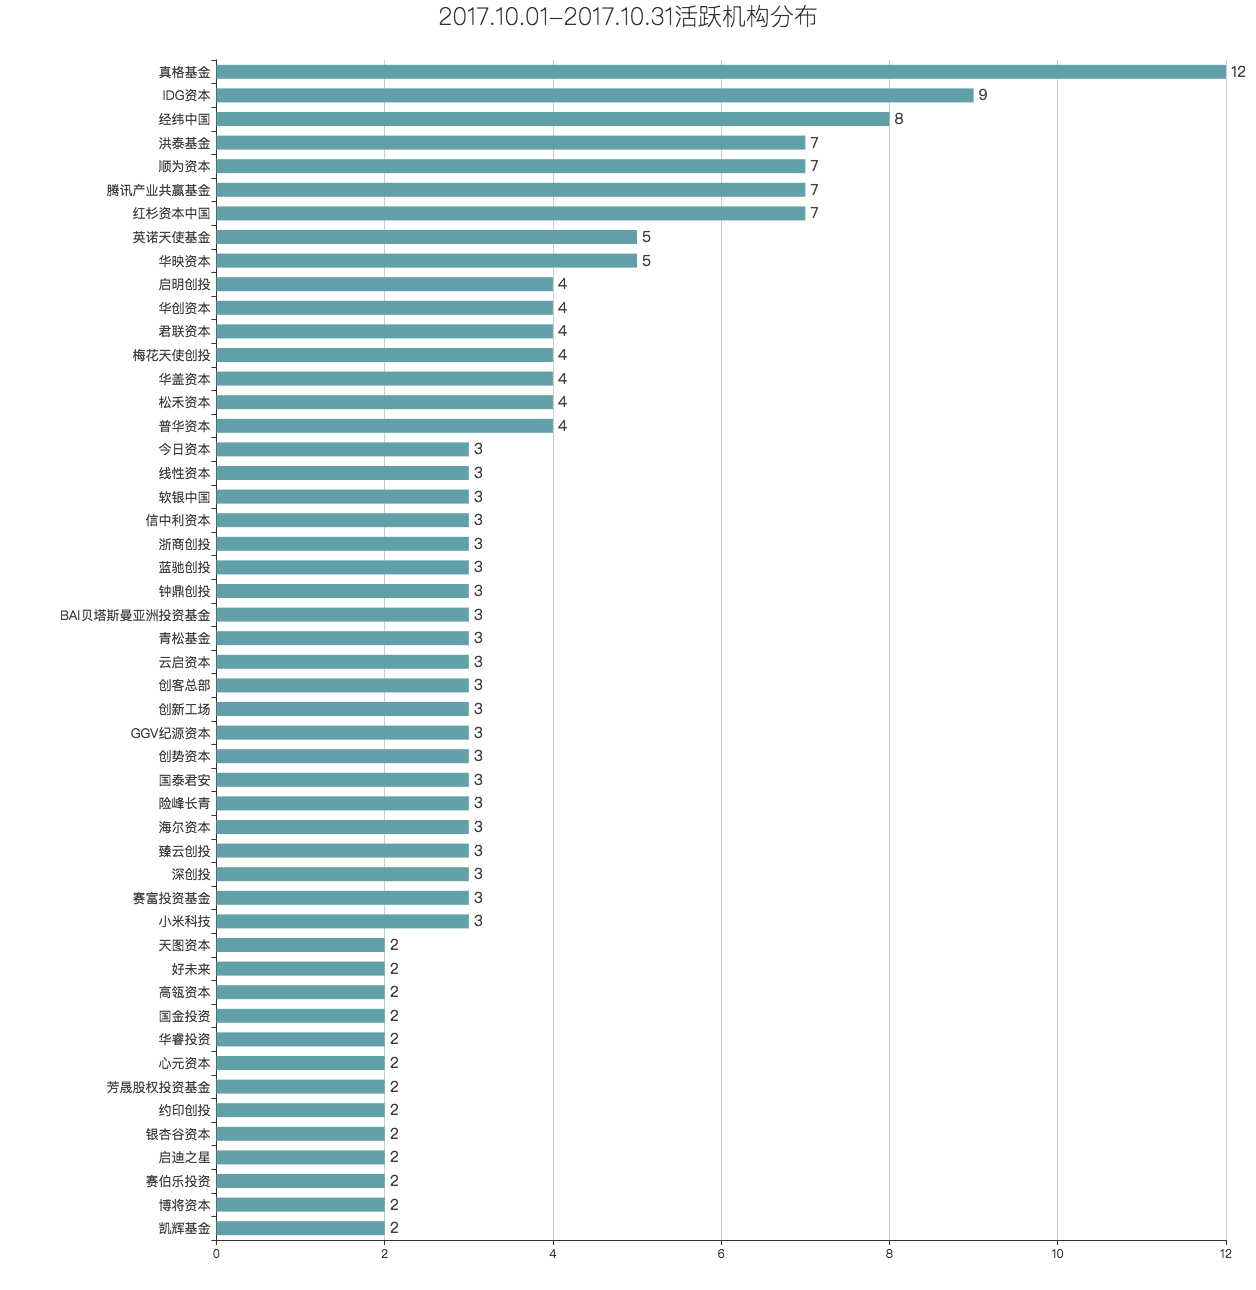 2017.10.01-2017.10.31活跃机构分布
真格基金 12
IDG资本 9
经纬中国 8
洪泰基金 7
顺为资本 7
腾讯产业共赢基金 7
红杉资本中国 7
英诺天使基金 5
华映资本 5
启明创投 4
华创资本 4
君联资本 4
梅花天使创投 4
华盖资本 4
松禾资本 4
普华资本 4
今日资本 3
线性资本 3
软银中国 3
信中利资本 3
浙商创投 3
蓝驰创投 3
钟鼎创投 3
BAI贝塔斯曼亚洲投资基金 3
青松基金 3
云启资本 3
创客总部 3
创新工场 3
GGV纪源资本 3
创势资本 3
国泰君安 3
险峰长青 3
海尔资本 3
臻云创投 3
深创投 3
赛富投资基金 3
小米科技 3
天图资本 2
好未来 2
高瓴资本 2
国金投资 2
华睿投资 2
心元资本 2
芳晟股权投资基金 2
约印创投 2
银杏谷资本 2
启迪之星 2
赛伯乐投资 2
博将资本 2
凯辉基金 2
0 2 4 6 8 10 12